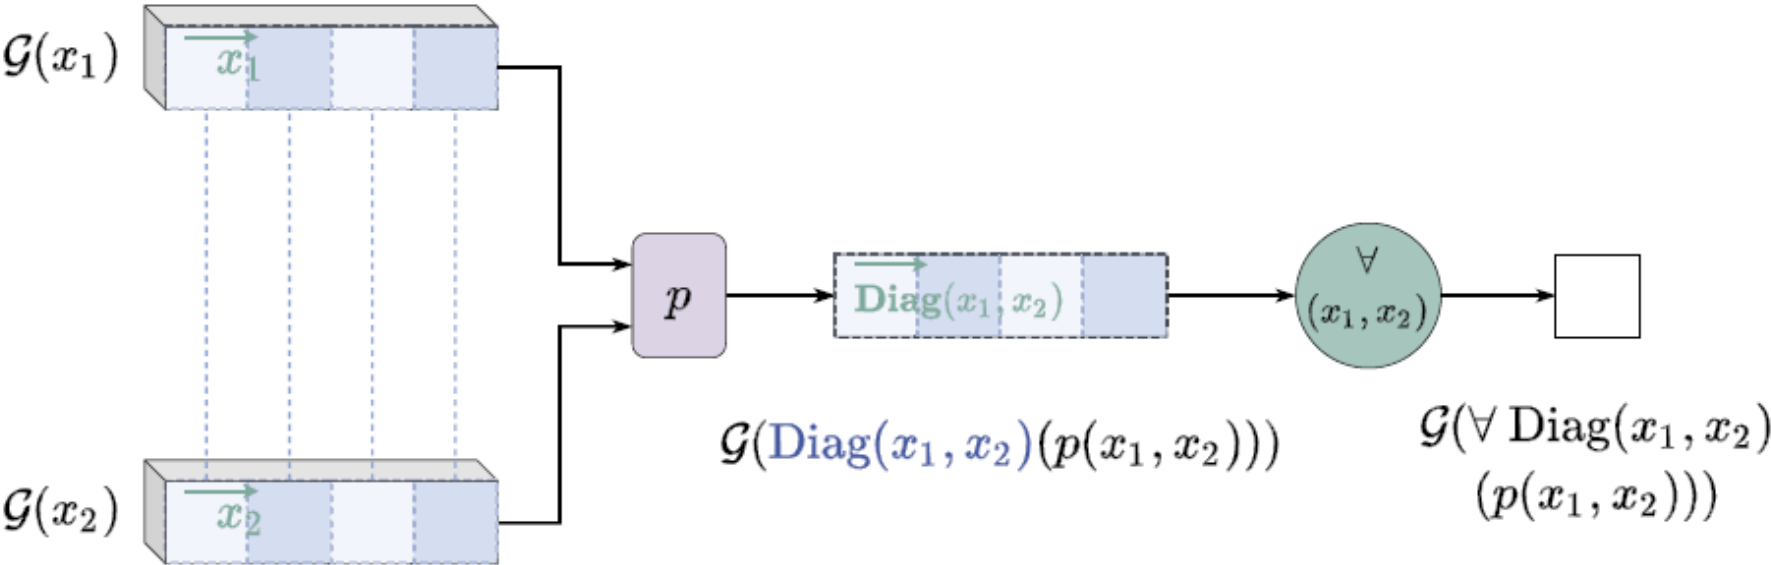 𝒢(x₁)
x₁
p
Diag(x₁, x₂)
∀
(x₁, x₂)
𝒢(Diag(x₁, x₂)(p(x₁, x₂)))
𝒢(∀ Diag(x₁, x₂)
(p(x₁, x₂)))
𝒢(x₂)
x₂